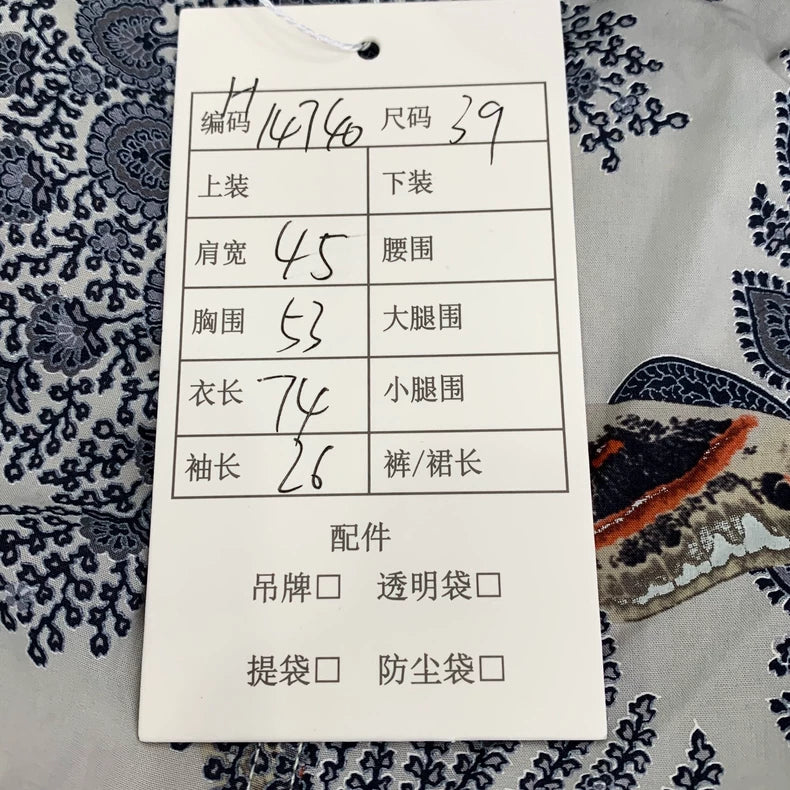 编码 H14740 尺码 39
上装 下装
肩宽 45 腰围
胸围 53 大腿围
衣长 74 小腿围
袖长 26 裤/裙长
配件
吊牌□ 透明袋□
提袋□ 防尘袋□